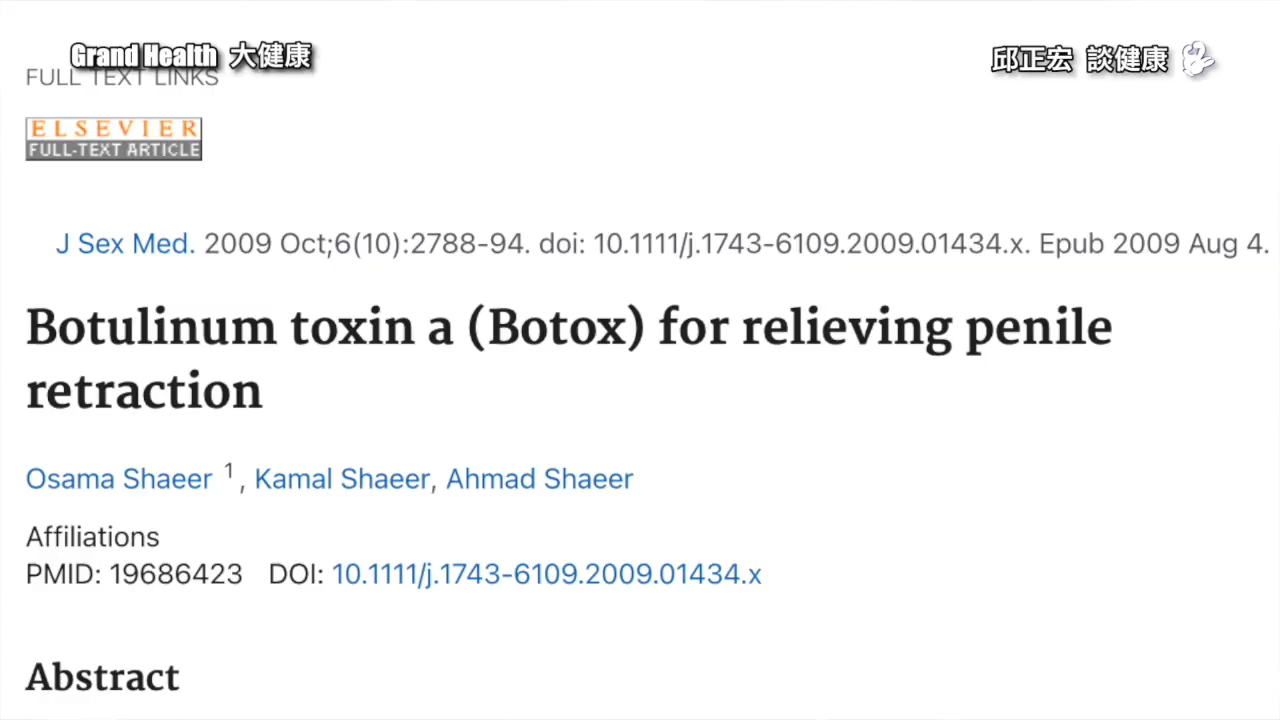 Grand Health 大健康
邱正宏 談健康
FULL TEXT LINKS
ELSEVIER
FULL-TEXT ARTICLE
J Sex Med. 2009 Oct;6(10):2788-94. doi: 10.1111/j.1743-6109.2009.01434.x. Epub 2009 Aug 4.
Botulinum toxin a (Botox) for relieving penile
retraction
Osama Shaeer 1, Kamal Shaeer, Ahmad Shaeer
Affiliations
PMID: 19686423 DOI: 10.1111/j.1743-6109.2009.01434.x
Abstract